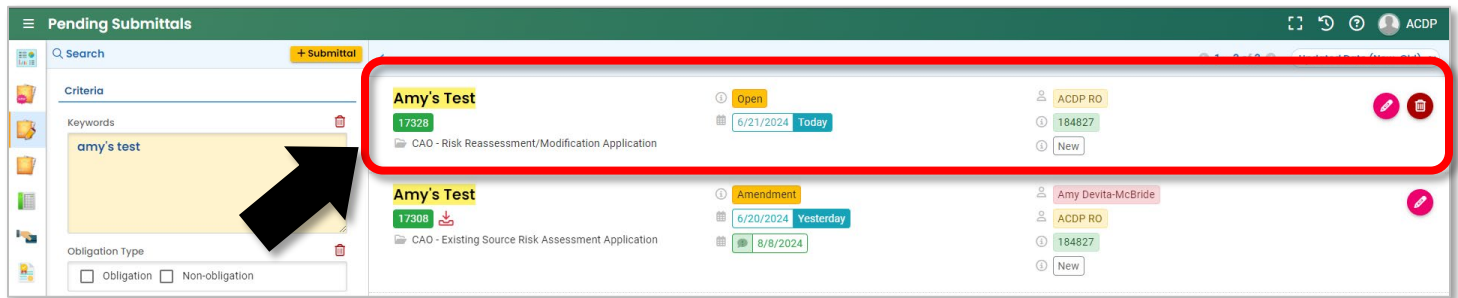 Pending Submittals
ACDP
Search
+ Submittal
Criteria
Keywords
amy's test
Obligation Type
Obligation Non-obligation
Amy's Test
17328
CAO - Risk Reassessment/Modification Application
Open
6/21/2024 Today
ACDP RO
184827
New
Amy's Test
17308
CAO - Existing Source Risk Assessment Application
Amendment
6/20/2024 Yesterday
8/8/2024
Amy Devita-McBride
ACDP RO
184827
New